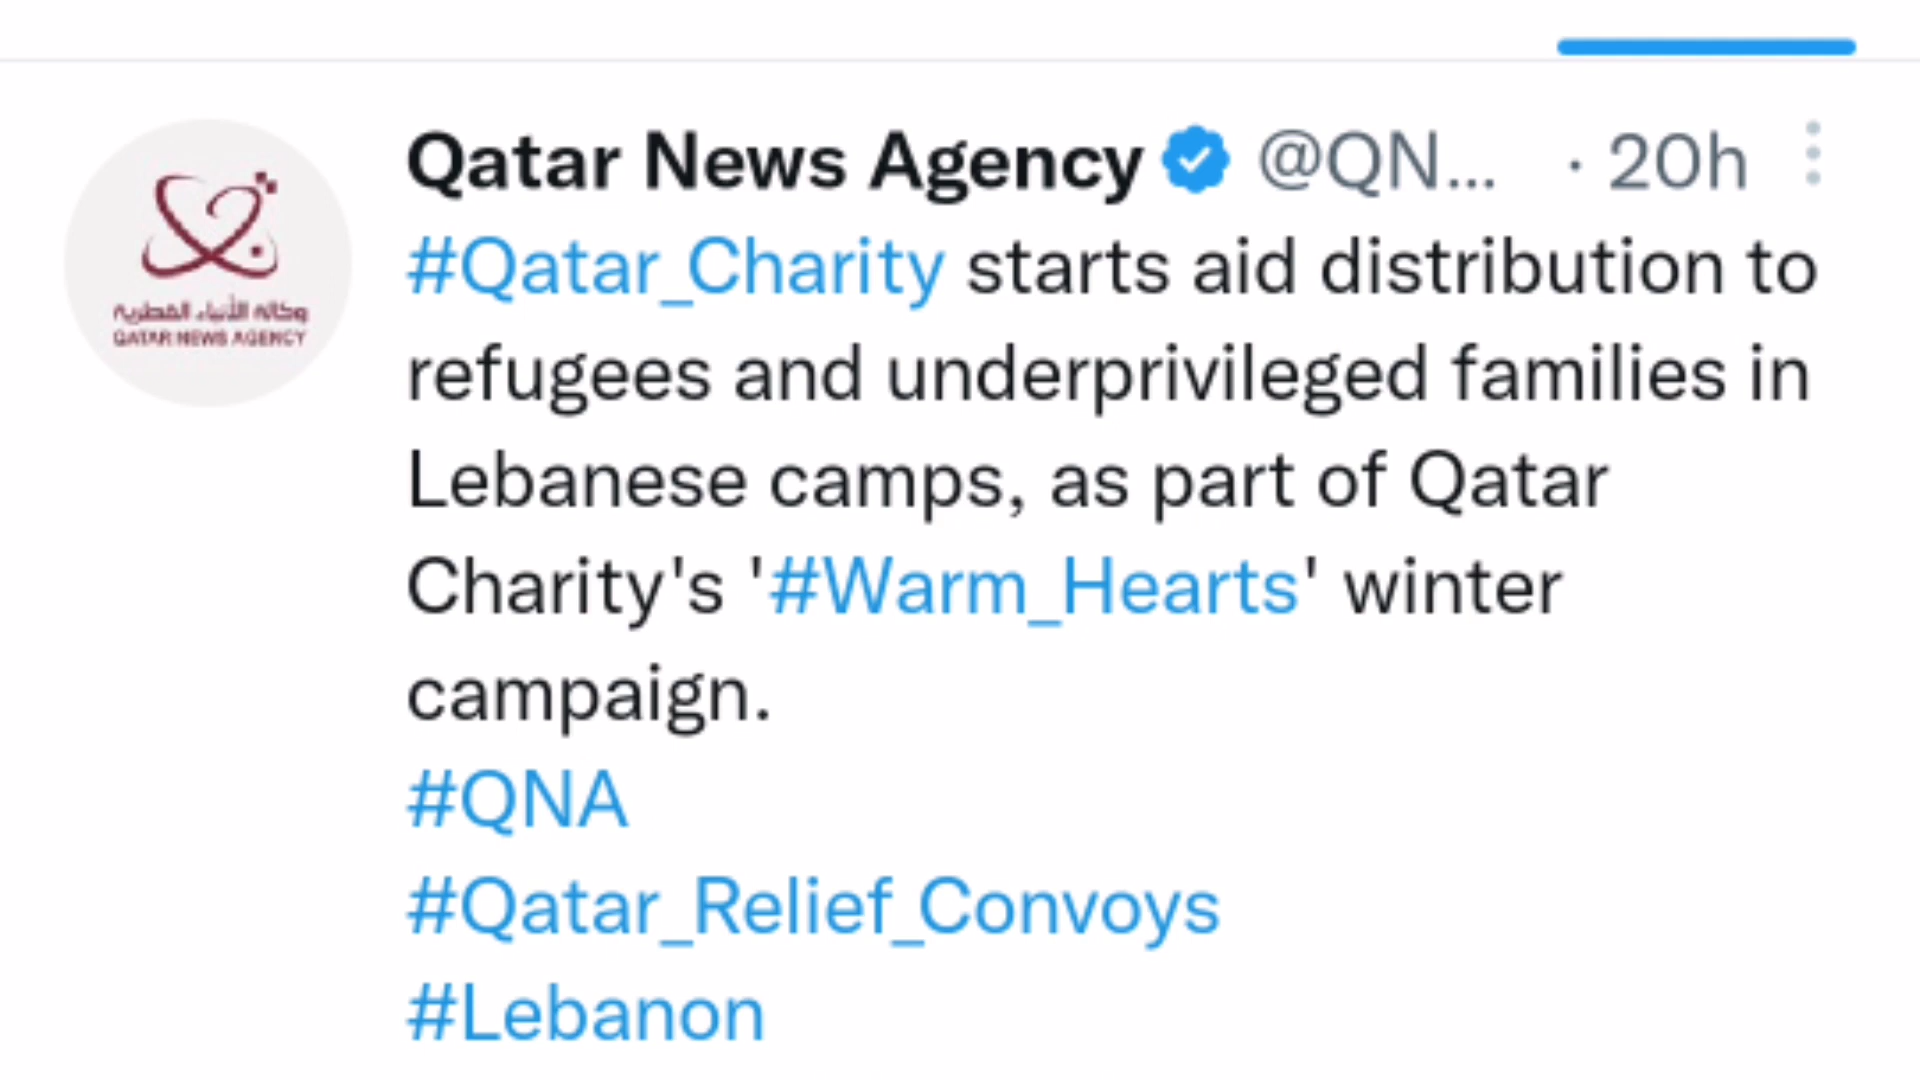 Qatar News Agency @QN... · 20h
#Qatar_Charity starts aid distribution to
refugees and underprivileged families in
Lebanese camps, as part of Qatar
Charity's '#Warm_Hearts' winter
campaign.
#QNA
#Qatar_Relief_Convoys
#Lebanon
وكالة الأنباء القطرية
QATAR NEWS AGENCY